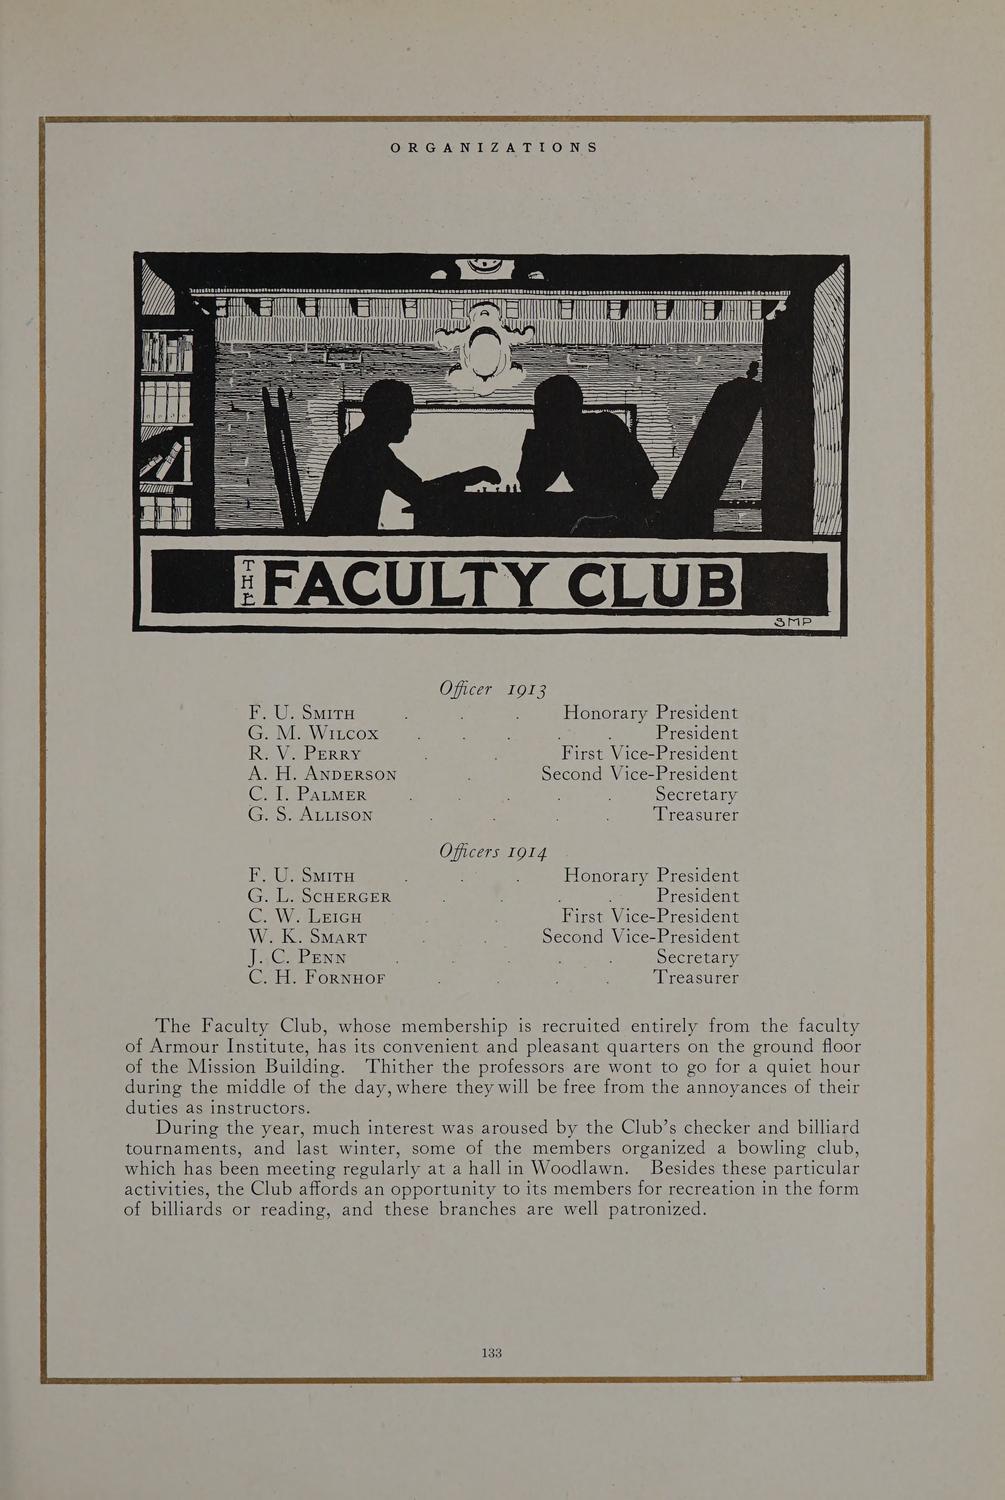 ORGANIZATIONS
THE FACULTY CLUB
SMP
Officer 1913
F. U. SMITH . . . Honorary President
G. M. WILCOX . . . . . President
R. V. PERRY . . First Vice-President
A. H. ANDERSON . Second Vice-President
C. I. PALMER . . . . . Secretary
G. S. ALLISON . . . . Treasurer
Officers 1914
F. U. SMITH . . . Honorary President
G. L. SCHERGER . . . . President
C. W. LEIGH . . First Vice-President
W. K. SMART . . Second Vice-President
J. C. PENN . . . . . Secretary
C. H. FORNHOF . . . . Treasurer
The Faculty Club, whose membership is recruited entirely from the faculty
of Armour Institute, has its convenient and pleasant quarters on the ground floor
of the Mission Building. Thither the professors are wont to go for a quiet hour
during the middle of the day, where they will be free from the annoyances of their
duties as instructors.
During the year, much interest was aroused by the Club's checker and billiard
tournaments, and last winter, some of the members organized a bowling club,
which has been meeting regularly at a hall in Woodlawn. Besides these particular
activities, the Club affords an opportunity to its members for recreation in the form
of billiards or reading, and these branches are well patronized.
133